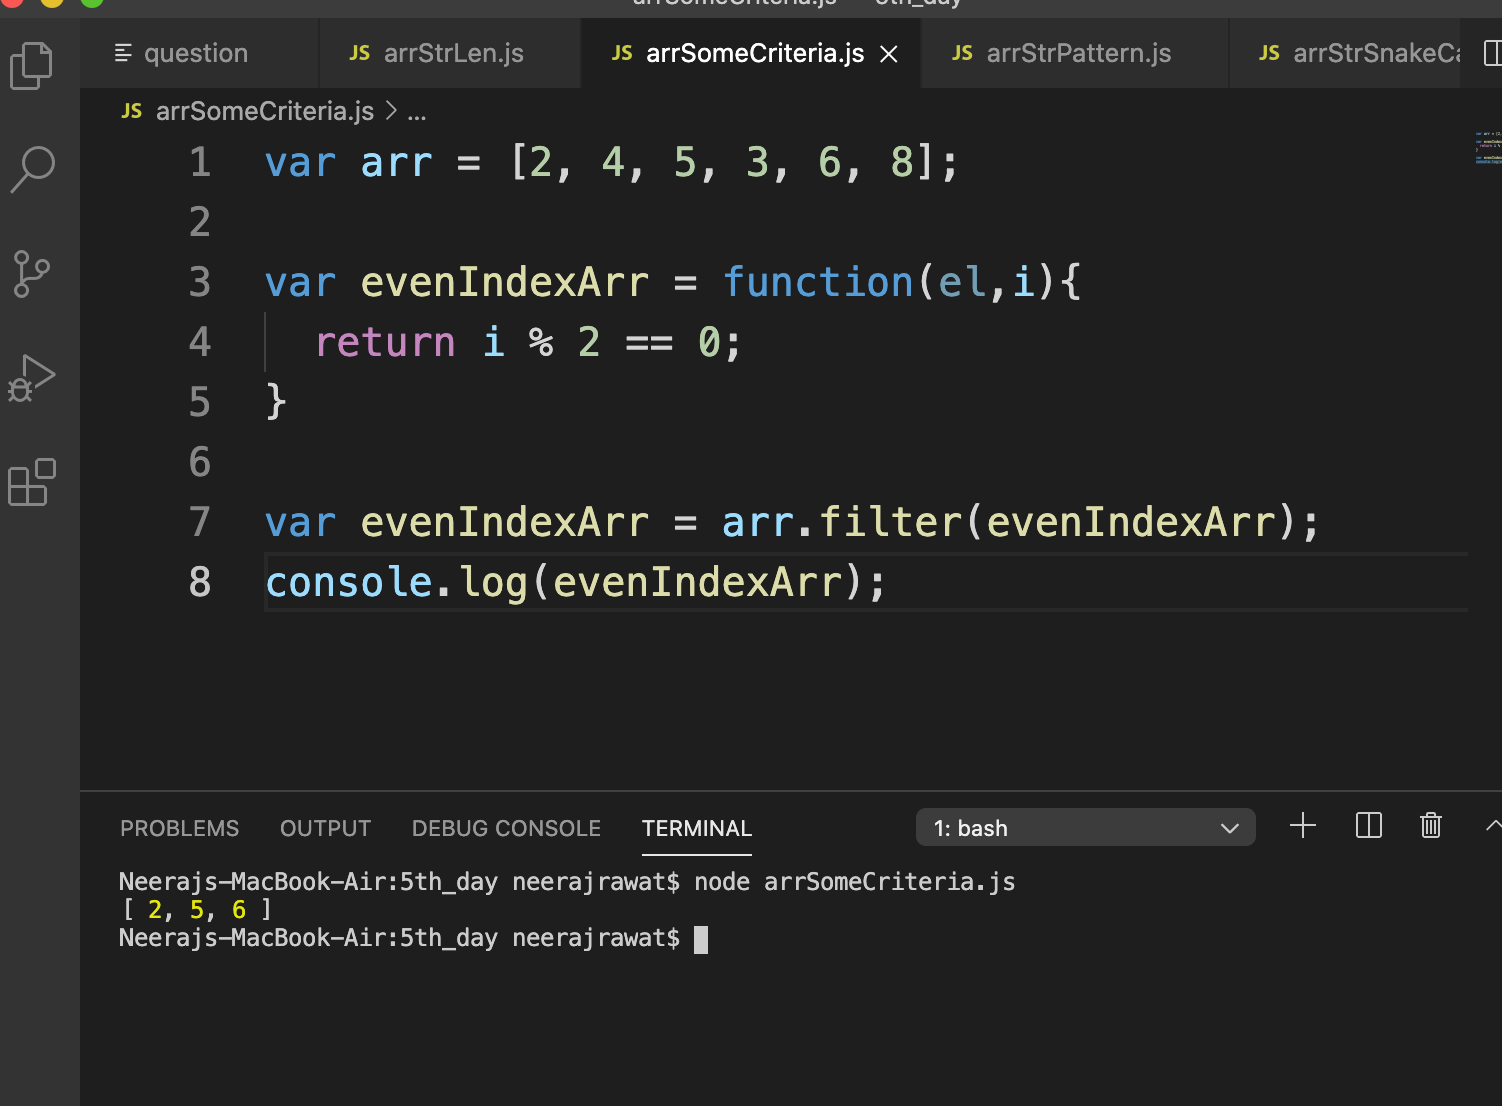 question
JS arrStrLen.js
JS arrSomeCriteria.js
JS arrStrPattern.js
JS
JS arrSomeCriteria.js > ...
1 var arr = [2, 4, 5, 3, 6, 8];
2
3 var evenIndexArr = function(el,i){
4 return i % 2 == 0;
5 }
6
7 var evenIndexArr = arr.filter(evenIndexArr);
8 console.log(evenIndexArr);
PROBLEMS OUTPUT DEBUG CONSOLE TERMINAL 1: bash
Neerajs-MacBook-Air:5th_day neerajrawat$ node arrSomeCriteria.js
[ 2, 5, 6 ]
Neerajs-MacBook-Air:5th_day neerajrawat$